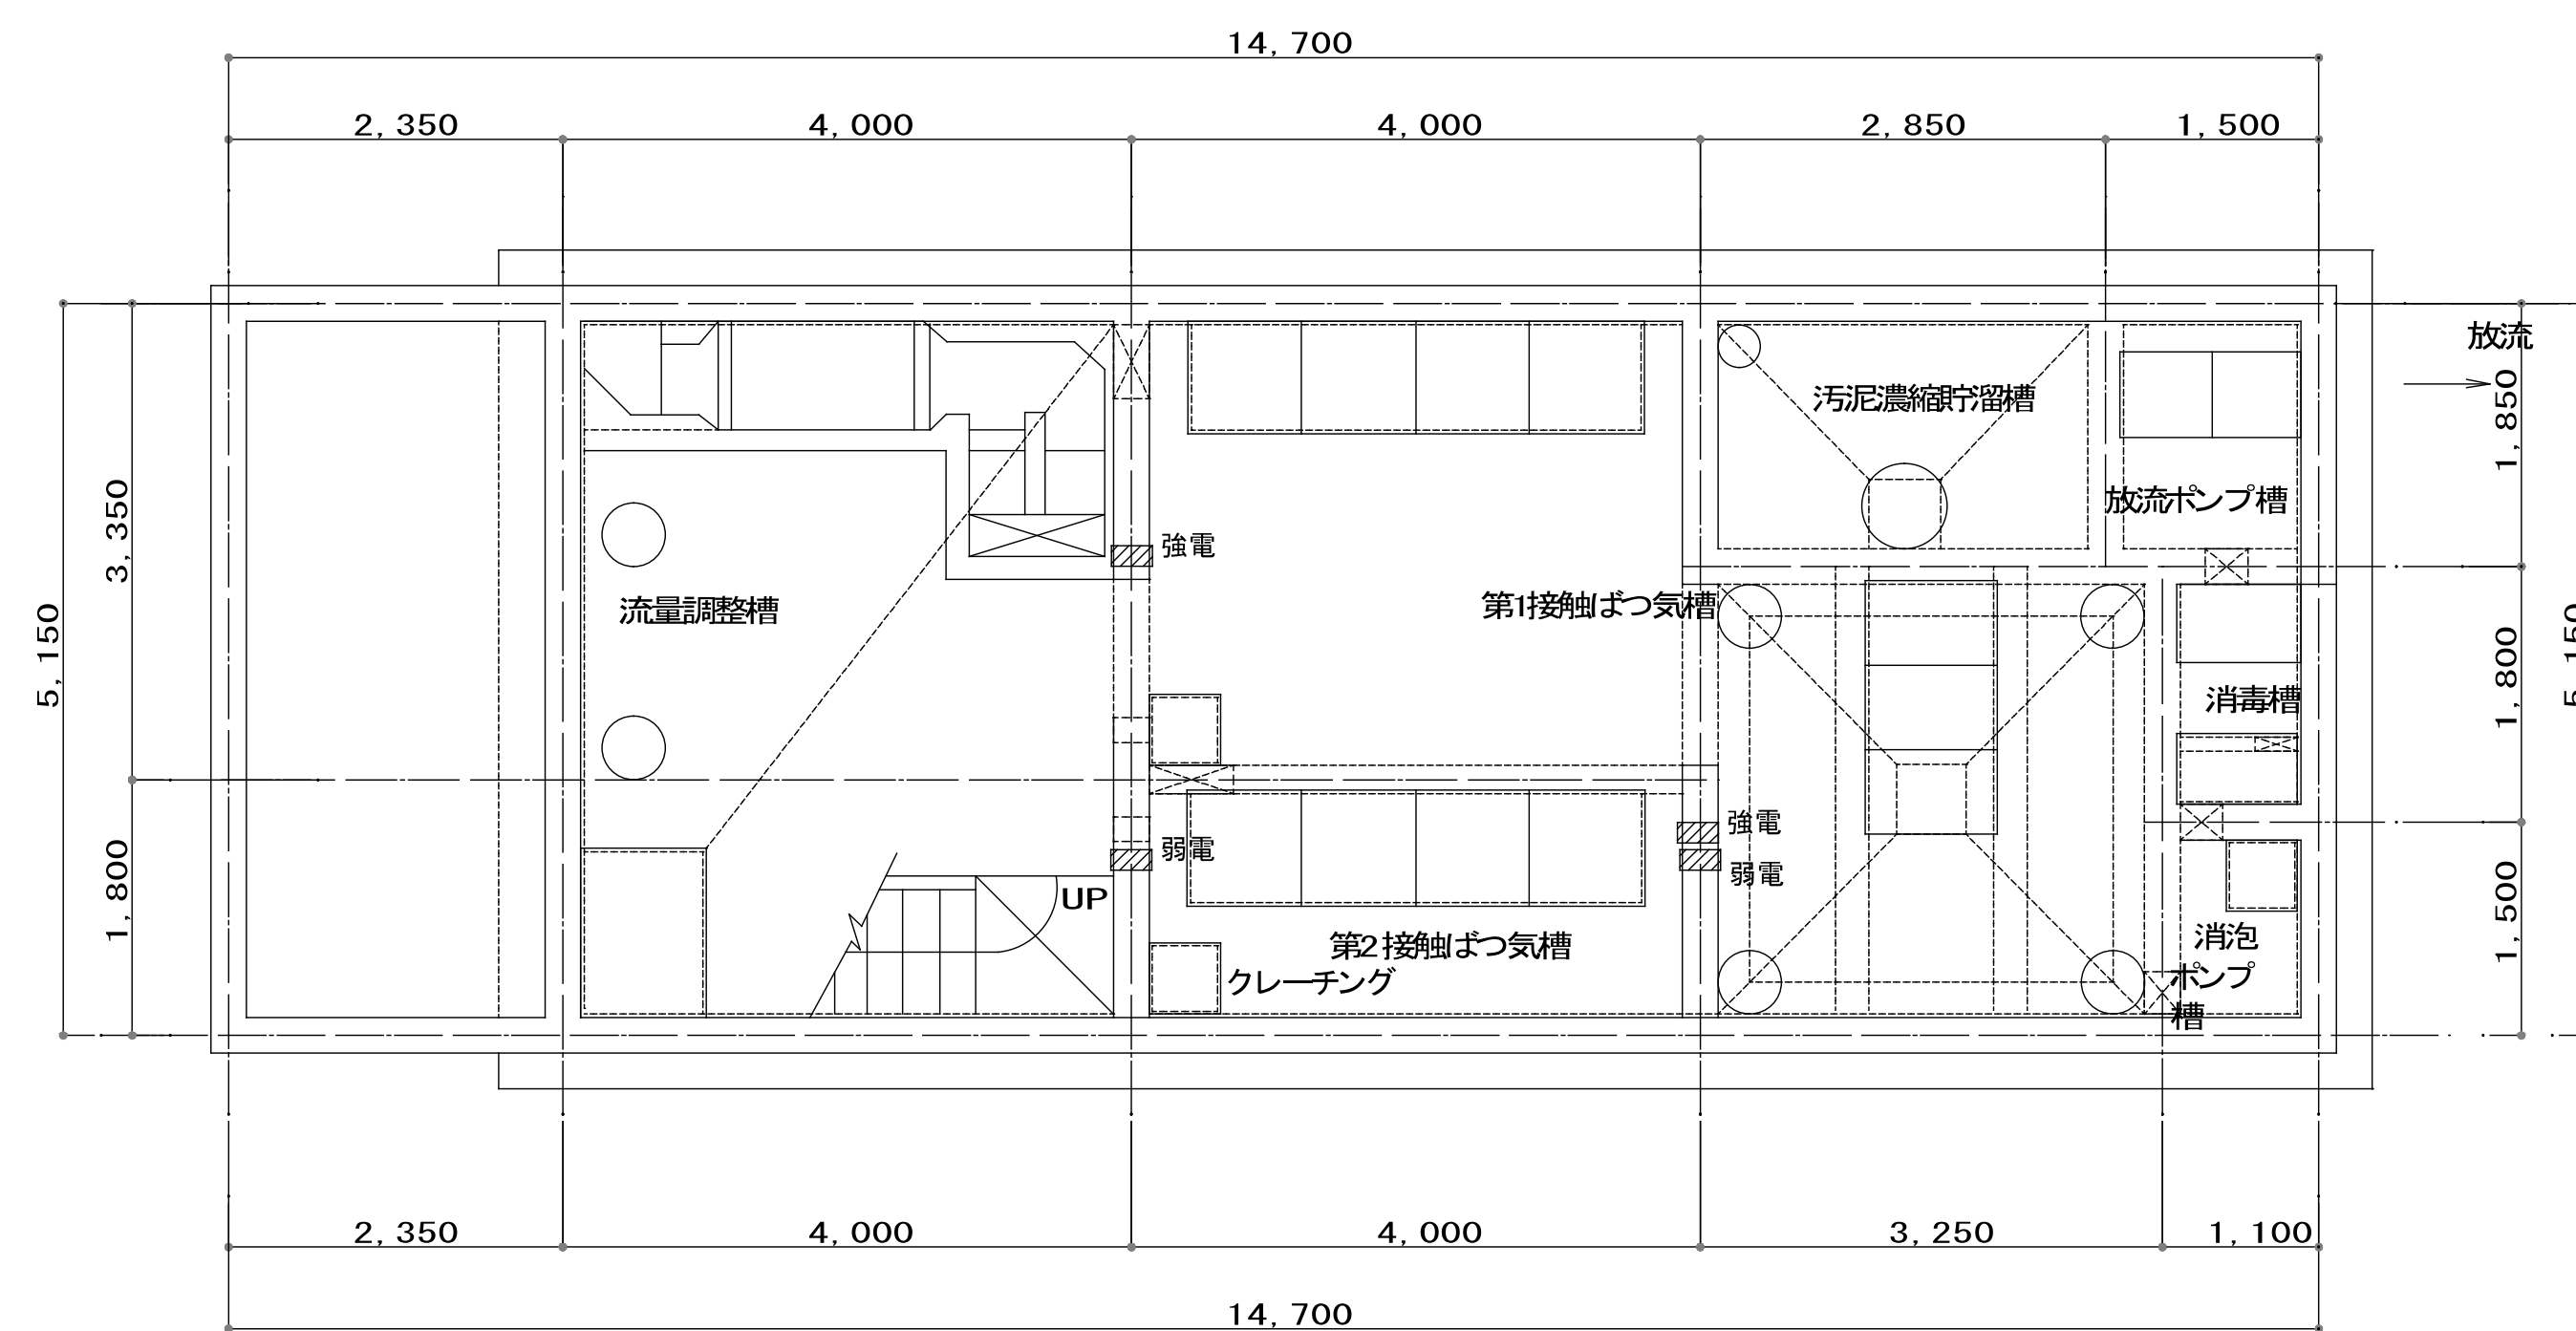 14,700
2,350
4,000
4,000
2,850
1,500
放流
1,850
汚泥濃縮貯溜槽
放流ポンプ槽
3,350
強電
流量調整槽
第1接触ばつ気槽
5,150
1,800
5,150
消毒槽
強電
弱電
弱電
1,800
UP
1,500
第2接触ばつ気槽
消泡
ポンプ
槽
クレーチング
2,350
4,000
4,000
3,250
1,100
14,700